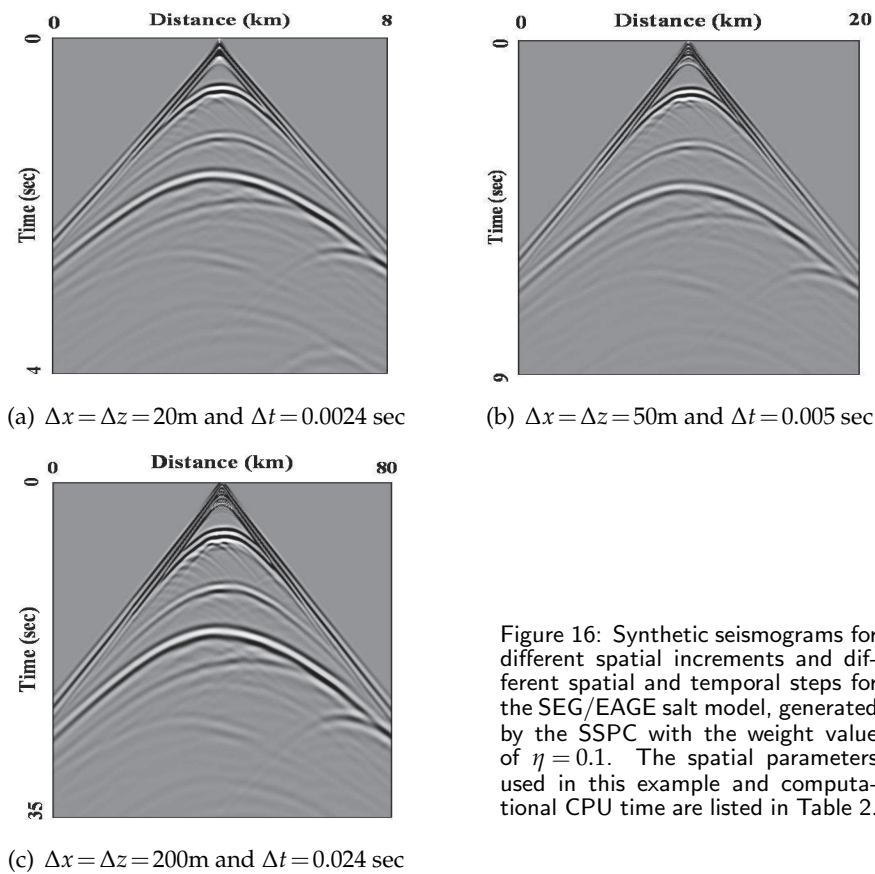 0 Distance (km) 8
0
Time (sec)
4
(a) Δx = Δz = 20m and Δt = 0.0024 sec
0 Distance (km) 20
0
Time (sec)
9
(b) Δx = Δz = 50m and Δt = 0.005 sec
0 Distance (km) 80
0
Time (sec)
35
(c) Δx = Δz = 200m and Δt = 0.024 sec
Figure 16: Synthetic seismograms for
different spatial increments and dif-
ferent spatial and temporal steps for
the SEG/EAGE salt model, generated
by the SSPC with the weight value
of η = 0.1. The spatial parameters
used in this example and computa-
tional CPU time are listed in Table 2.